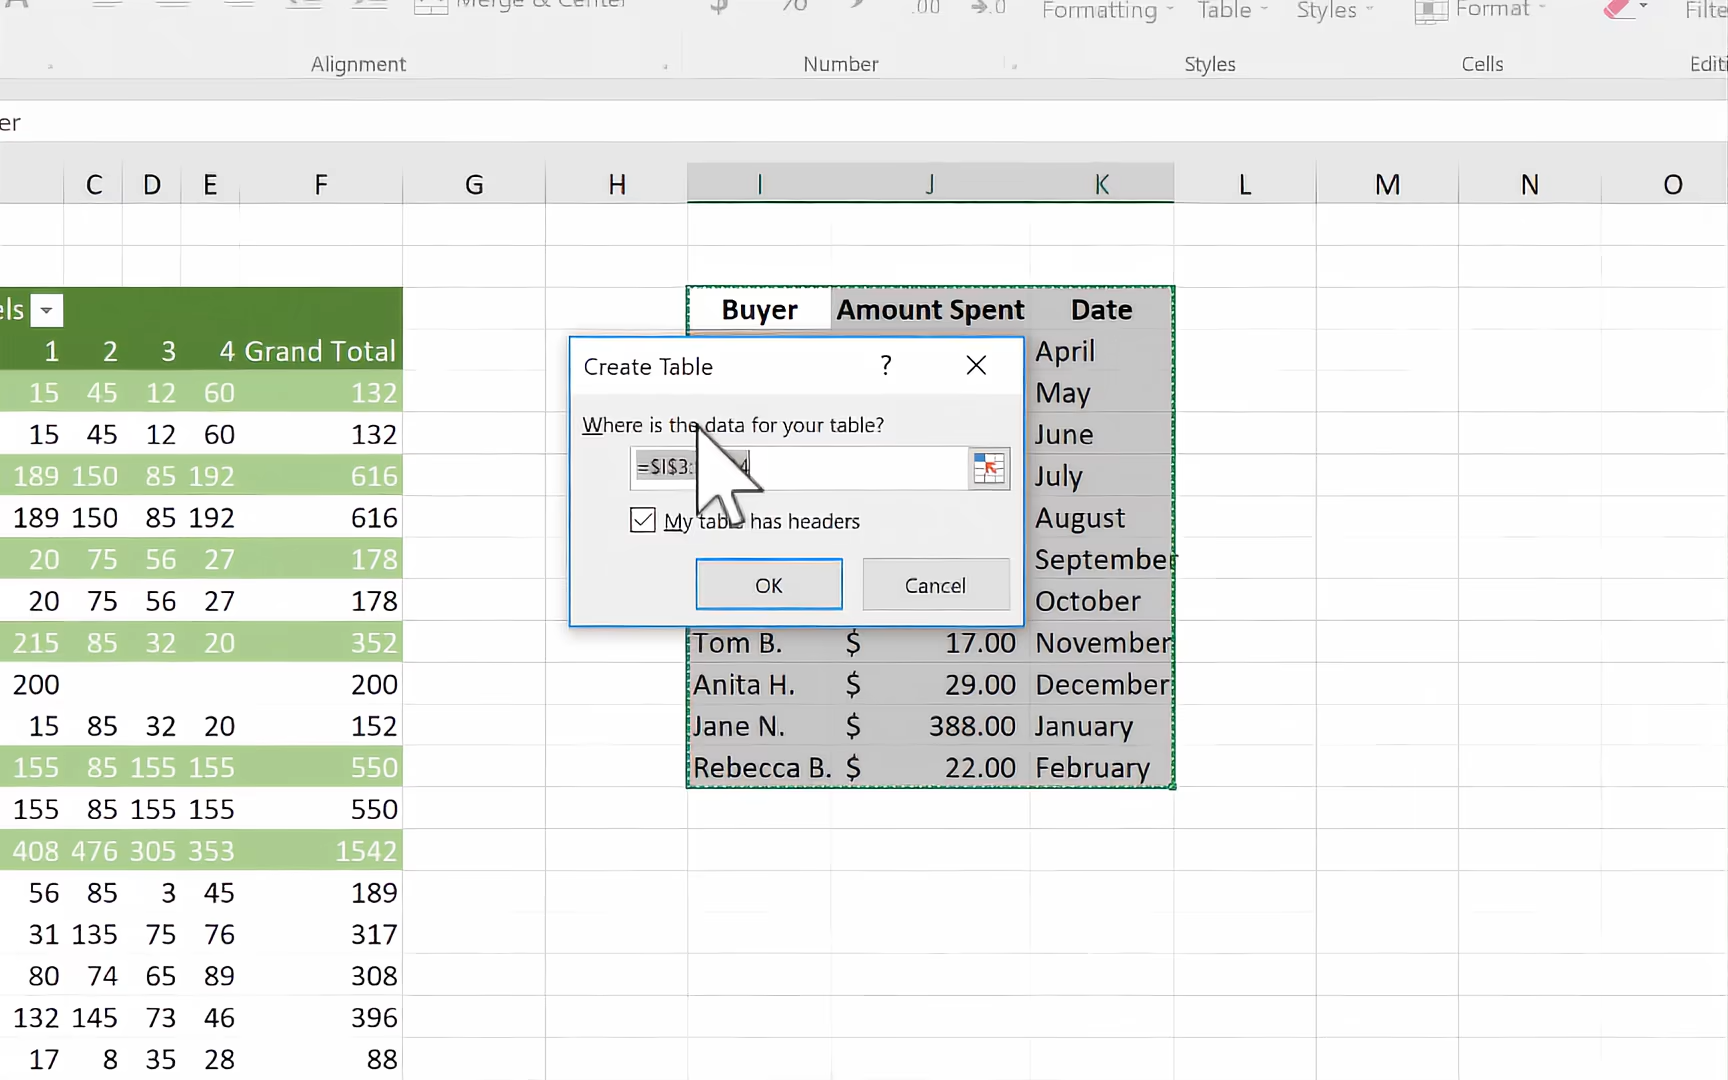 Merge & Center
$ % .00 .0 Formatting Table Styles Format
Alignment Number Styles Cells
er
C D E F G H I J K L M N O
Buyer Amount Spent Date
1 2 3 4 Grand Total April
15 45 12 60 132 May
15 45 12 60 132 June
189 150 85 192 616 July
189 150 85 192 616 August
20 75 56 27 178 September
20 75 56 27 178 October
215 85 32 20 352 Tom B. $ 17.00 November
200 200 Anita H. $ 29.00 December
15 85 32 20 152 Jane N. $ 388.00 January
155 85 155 155 550 Rebecca B. $ 22.00 February
155 85 155 155 550
408 476 305 353 1542
56 85 3 45 189
31 135 75 76 317
80 74 65 89 308
132 145 73 46 396
17 8 35 28 88
Create Table ?
Where is the data for your table?
=$I$3:
My table has headers
OK Cancel